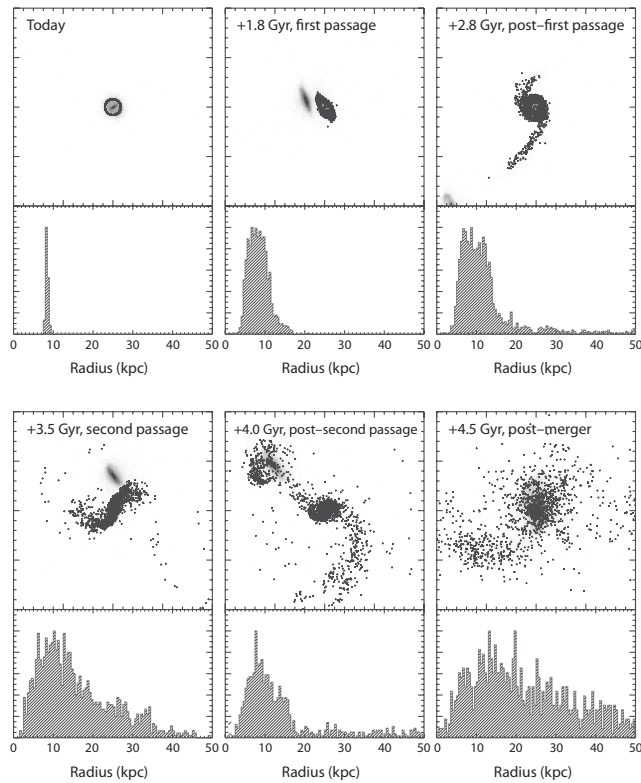 Today
+1.8 Gyr, first passage
+2.8 Gyr, post–first passage
0 10 20 30 40 50
0 10 20 30 40 50
0 10 20 30 40 50
Radius (kpc)
Radius (kpc)
Radius (kpc)
+3.5 Gyr, second passage
+4.0 Gyr, post–second passage
+4.5 Gyr, post–merger
0 10 20 30 40 50
0 10 20 30 40 50
0 10 20 30 40 50
Radius (kpc)
Radius (kpc)
Radius (kpc)